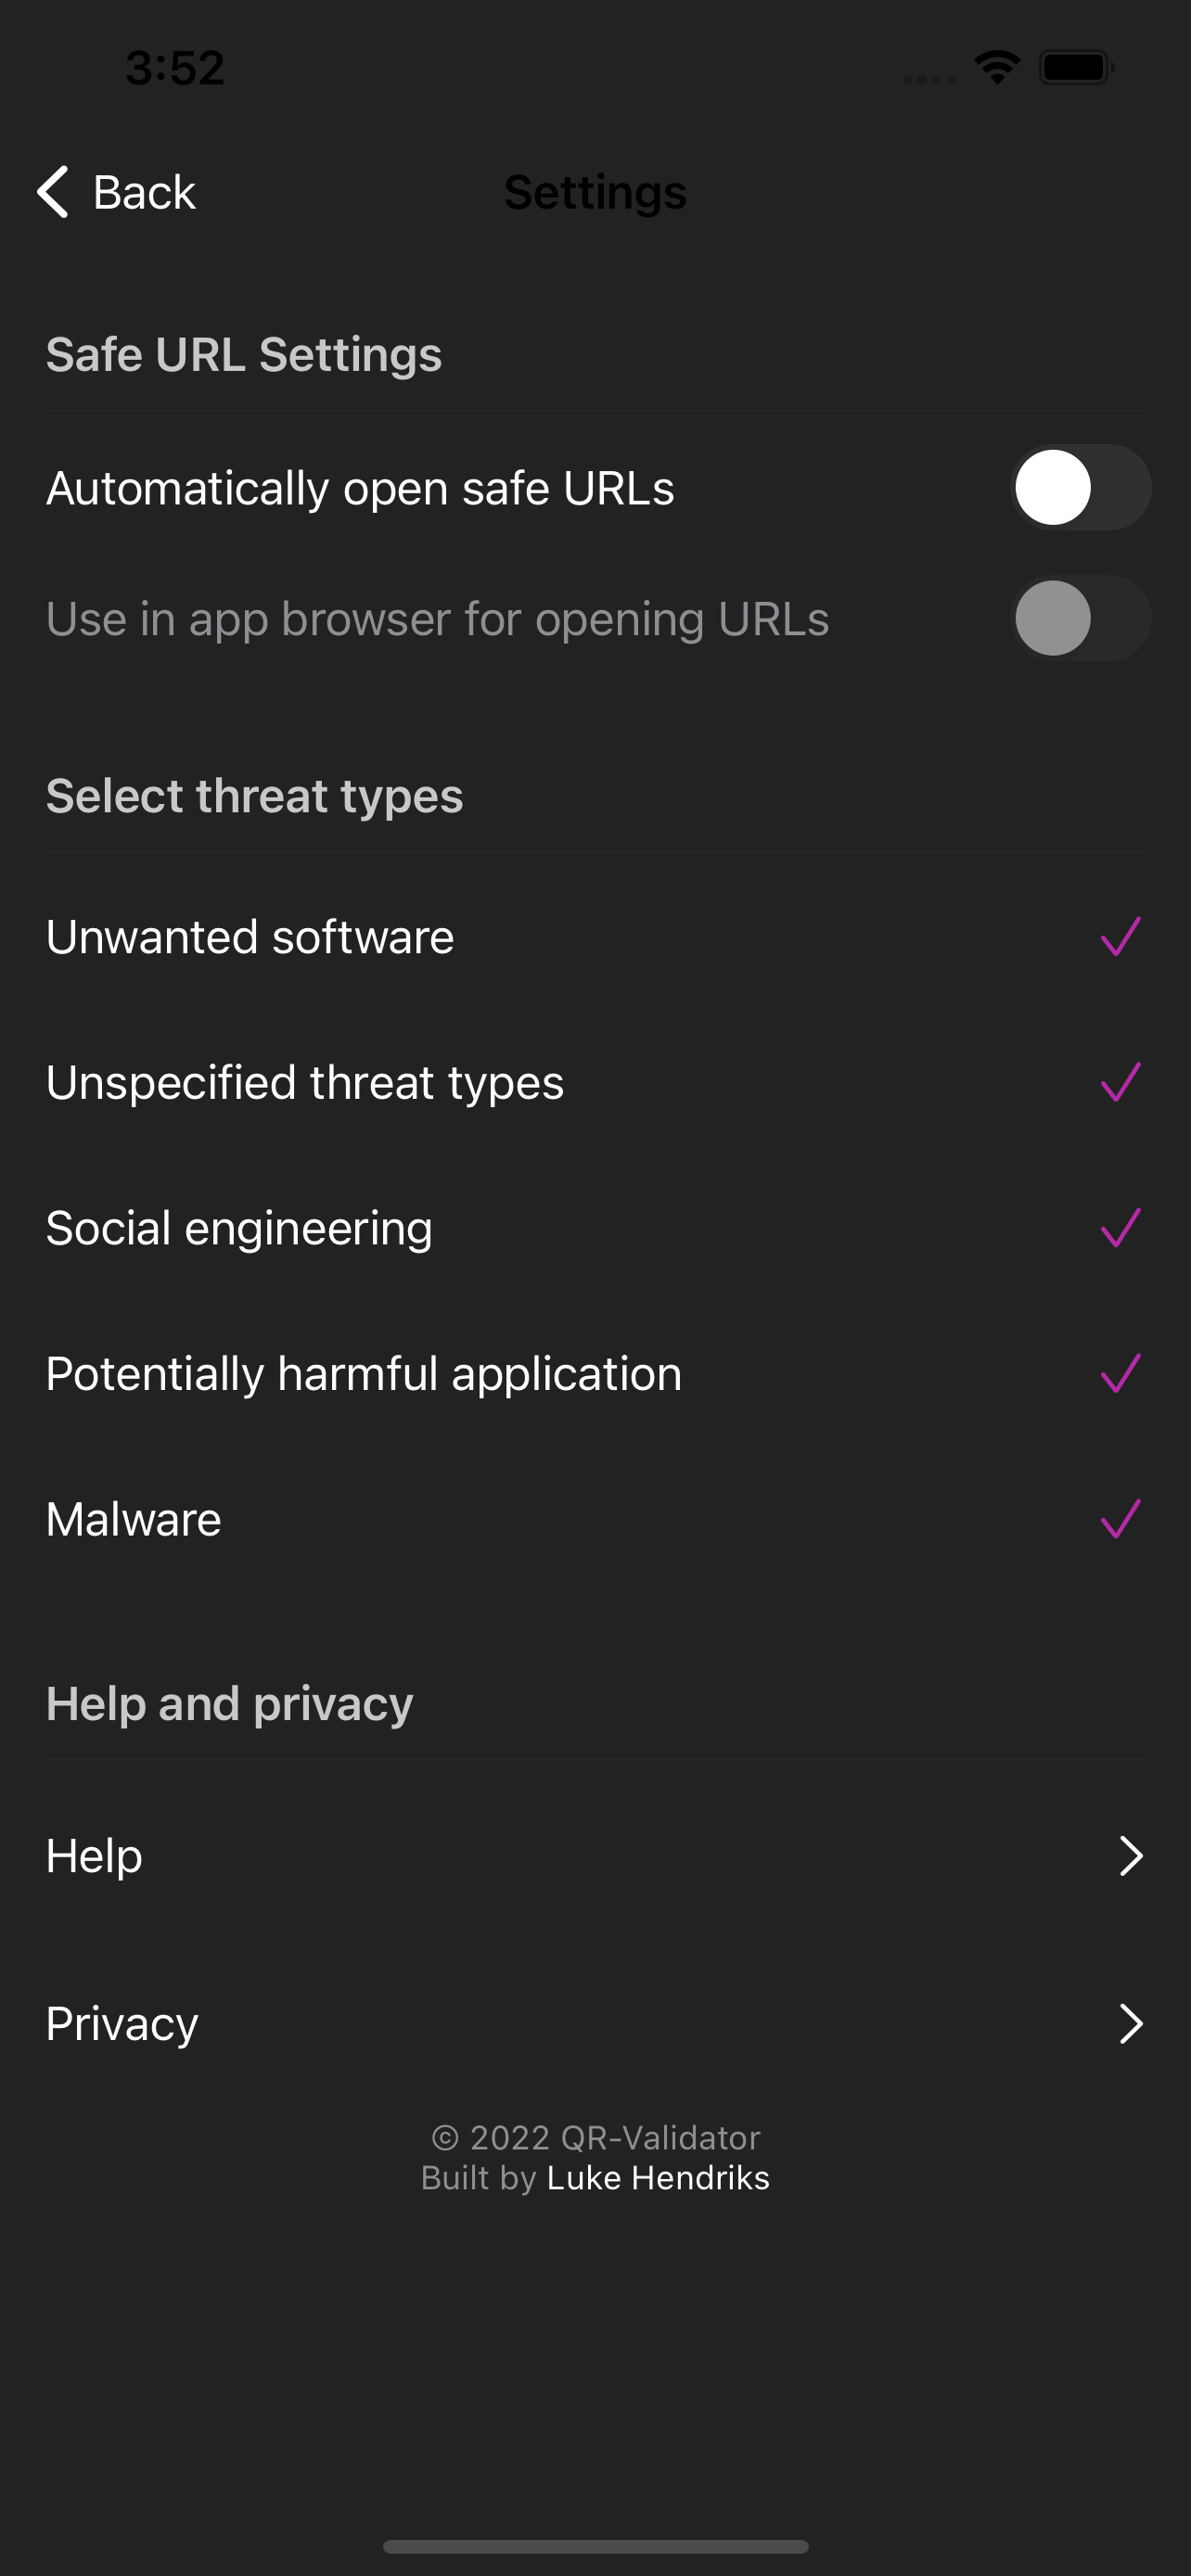 3:52
Back
Settings
Safe URL Settings
Automatically open safe URLs
Use in app browser for opening URLs
Select threat types
Unwanted software
Unspecified threat types
Social engineering
Potentially harmful application
Malware
Help and privacy
Help
Privacy
© 2022 QR-Validator
Built by Luke Hendriks